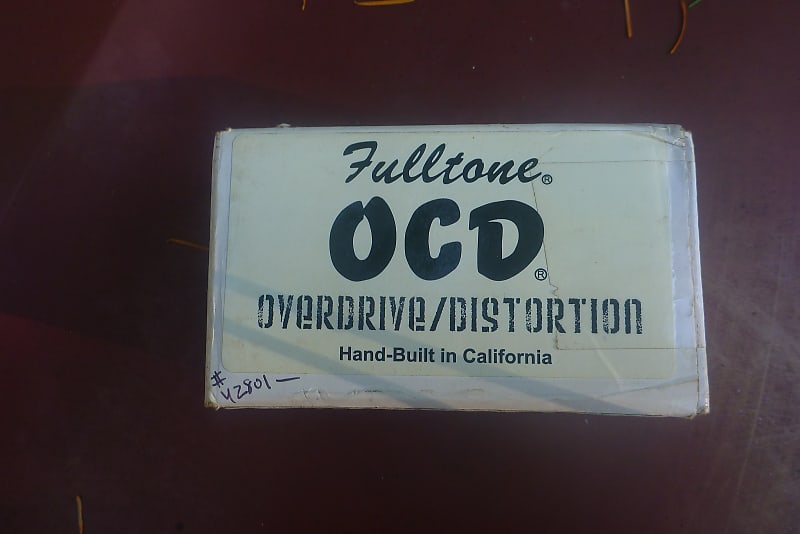 Fulltone®
OCD®
OVERDRIVE/DISTORTION
Hand-Built in California
# 42801 —